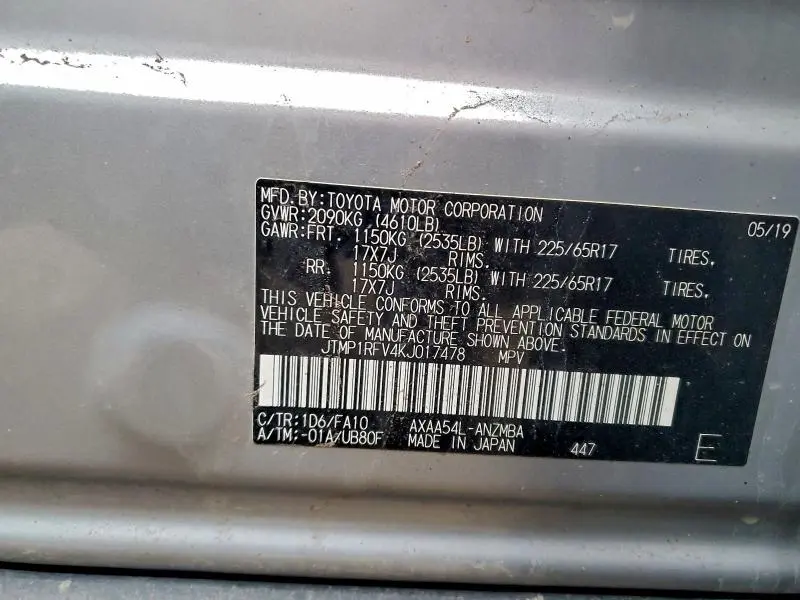 MFD. BY: TOYOTA MOTOR CORPORATION 05/19
GVWR: 2090KG (4610LB)
GAWR: FRT. 1150KG (2535LB) WITH 225/65R17 TIRES,
17X7J RIMS.
RR. 1150KG (2535LB) WITH 225/65R17 TIRES,
17X7J RIMS.
THIS VEHICLE CONFORMS TO ALL APPLICABLE FEDERAL MOTOR
VEHICLE SAFETY AND THEFT PREVENTION STANDARDS IN EFFECT ON
THE DATE OF MANUFACTURE SHOWN ABOVE.
JTMP1RFV4KJ017478 MPV
C/TR: 1D6/FA10 AXAA54L-ANZMBA
A/TM: -01A/UB80F MADE IN JAPAN 447 E